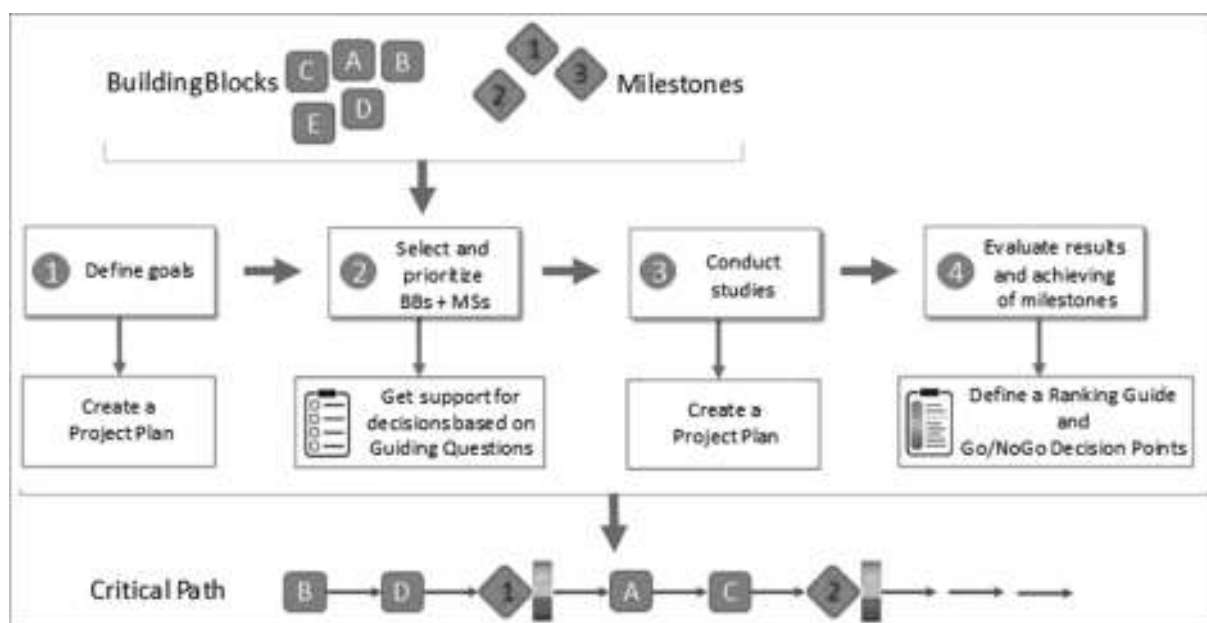 Building Blocks
C
A
B
E
D
1
2
3
Milestones
1
Define goals
2
Select and
prioritize
BBs + MSs
3
Conduct
studies
4
Evaluate results
and achieving
of milestones
Create a
Project Plan
Get support for
decisions based on
Guiding Questions
Create a
Project Plan
Define a Ranking Guide
and
Go/NoGo Decision Points
Critical Path
B
D
1
A
C
2